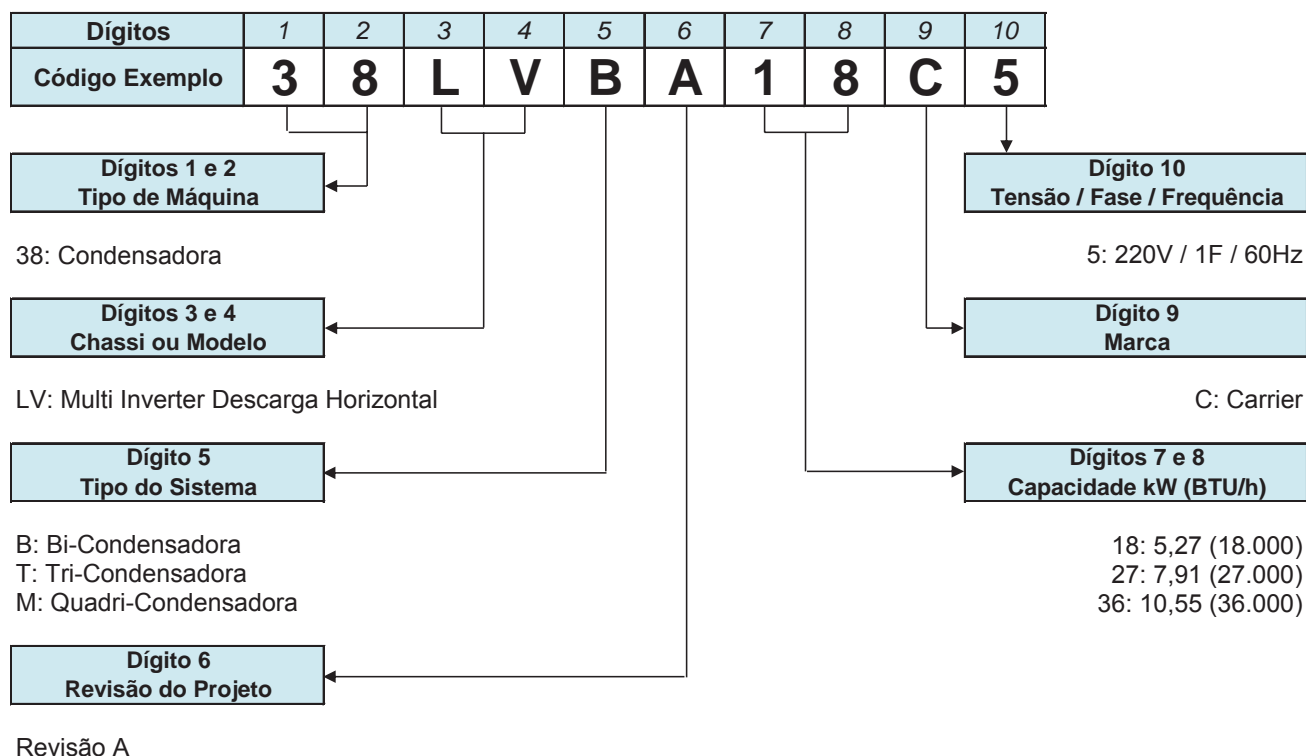 Dígitos 1 2 3 4 5 6 7 8 9 10
Código Exemplo 3 8 L V B A 1 8 C 5
Dígitos 1 e 2
Tipo de Máquina
38: Condensadora
Dígitos 3 e 4
Chassi ou Modelo
LV: Multi Inverter Descarga Horizontal
Dígito 5
Tipo do Sistema
B: Bi-Condensadora
T: Tri-Condensadora
M: Quadri-Condensadora
Dígito 6
Revisão do Projeto
Revisão A
Dígito 10
Tensão / Fase / Frequência
5: 220V / 1F / 60Hz
Dígito 9
Marca
C: Carrier
Dígitos 7 e 8
Capacidade kW (BTU/h)
18: 5,27 (18.000)
27: 7,91 (27.000)
36: 10,55 (36.000)